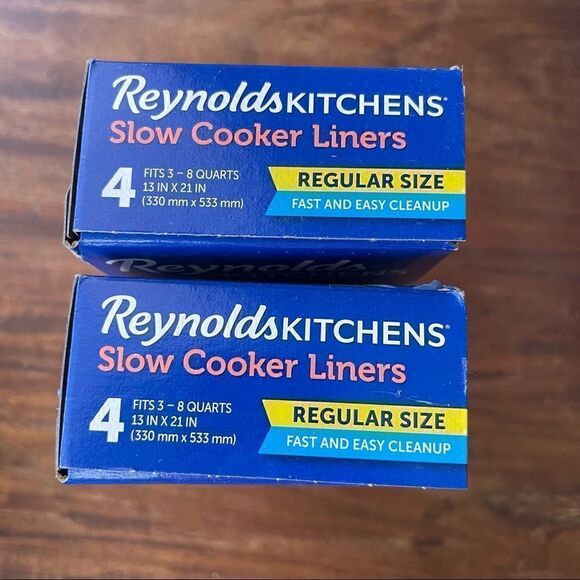 Reynolds KITCHENS®
Slow Cooker Liners
4
FITS 3 – 8 QUARTS
13 IN X 21 IN
(330 mm x 533 mm)
REGULAR SIZE
FAST AND EASY CLEANUP
Reynolds KITCHENS
Reynolds KITCHENS®
Slow Cooker Liners
4
FITS 3 – 8 QUARTS
13 IN X 21 IN
(330 mm x 533 mm)
REGULAR SIZE
FAST AND EASY CLEANUP